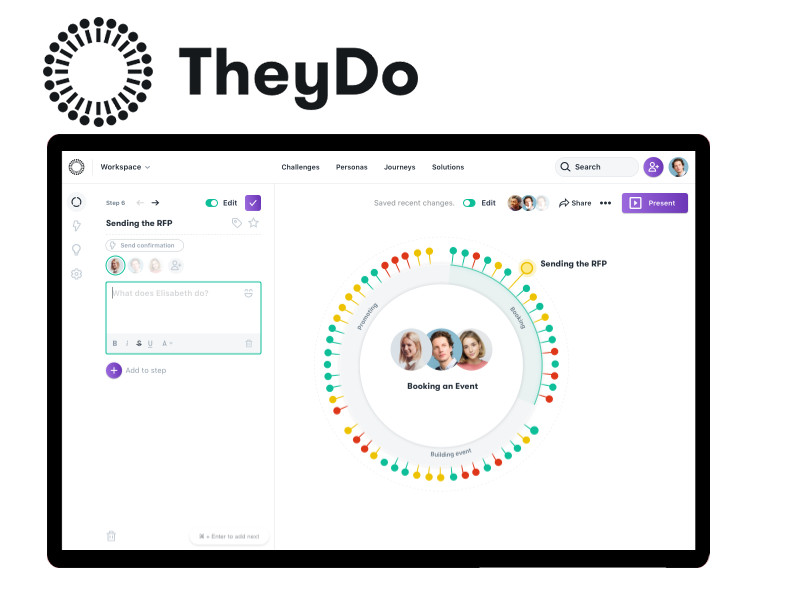 TheyDo
Workspace
Challenges
Personas
Journeys
Solutions
Search
Step 6
Edit
Saved recent changes.
Edit
Share
Present
Sending the RFP
Send confirmation
What does Elisabeth do?
B I S U A
Add to step
⌘ + Enter to add next
Sending the RFP
Promoting
Booking
Booking an Event
Building event